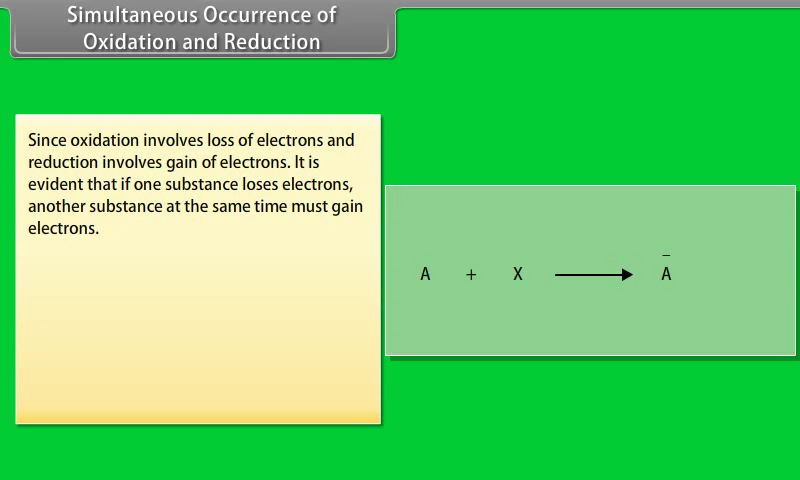 Simultaneous Occurrence of
Oxidation and Reduction
Since oxidation involves loss of electrons and
reduction involves gain of electrons. It is
evident that if one substance loses electrons,
another substance at the same time must gain
electrons.
A + X ⟶ A̅